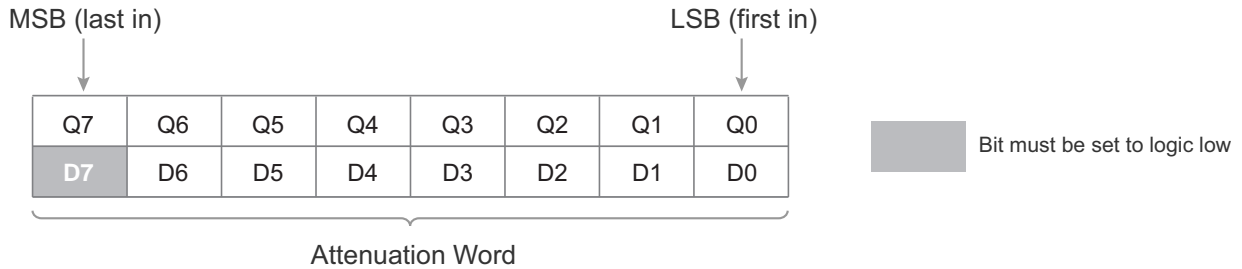 MSB (last in) LSB (first in)
Q7 Q6 Q5 Q4 Q3 Q2 Q1 Q0
D7 D6 D5 D4 D3 D2 D1 D0
Bit must be set to logic low
Attenuation Word